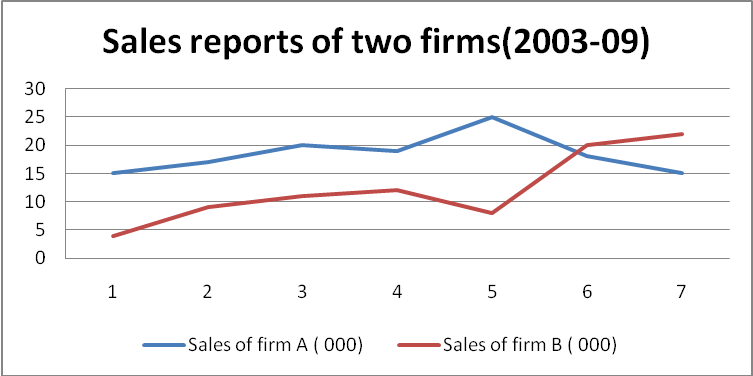 Sales reports of two firms(2003-09)
30
25
20
15
10
5
0
1 2 3 4 5 6 7
Sales of firm A ( 000) Sales of firm B ( 000)